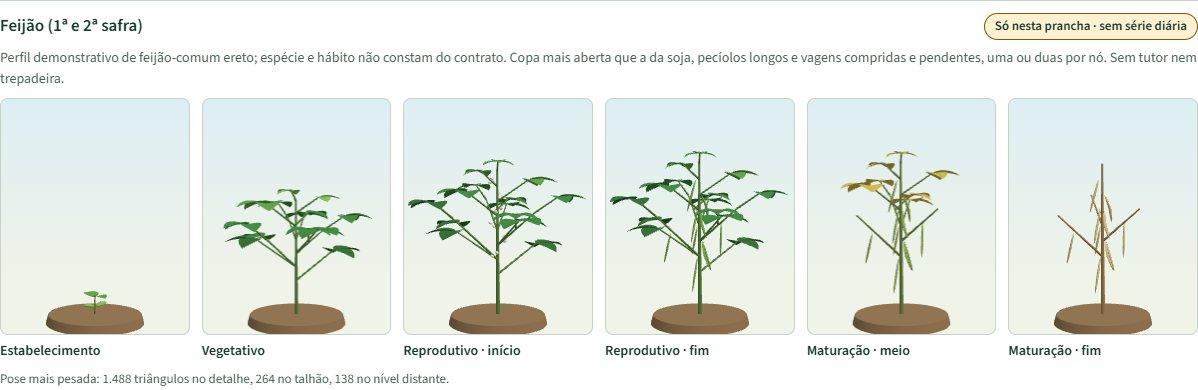 Feijão (1ª e 2ª safra)
Só nesta prancha · sem série diária
Perfil demonstrativo de feijão-comum ereto; espécie e hábito não constam do contrato. Copa mais aberta que a da soja, pecíolos longos e vagens compridas e pendentes, uma ou duas por nó. Sem tutor nem
trepadeira.
Estabelecimento
Vegetativo
Reprodutivo · início
Reprodutivo · fim
Maturação · meio
Maturação · fim
Pose mais pesada: 1.488 triângulos no detalhe, 264 no talhão, 138 no nível distante.